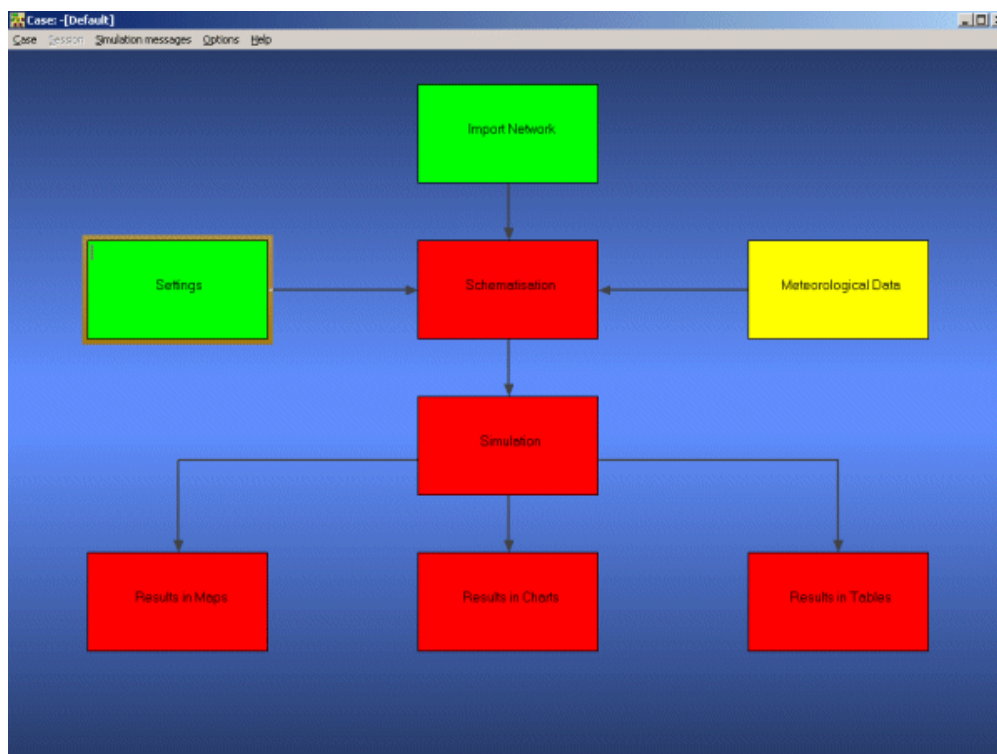 Case: -[Default]
Case Session Simulation messages Options Help
Import Network
Settings
Schematisation
Meteorological Data
Simulation
Results in Maps
Results in Charts
Results in Tables